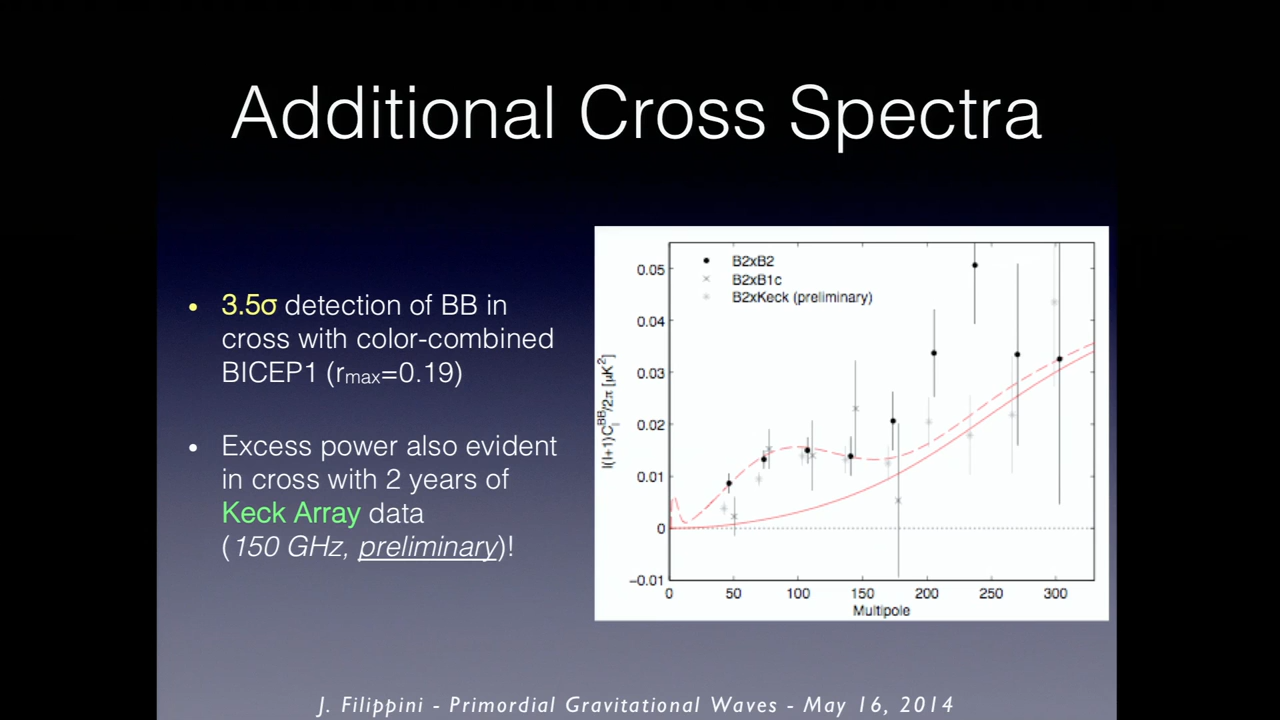 Additional Cross Spectra
• 3.5σ detection of BB in
cross with color-combined
BICEP1 (rmax=0.19)
• Excess power also evident
in cross with 2 years of
Keck Array data
(150 GHz, preliminary)!
B2xB2
B2xB1c
B2xKeck (preliminary)
l(l+1)C_l^BB/2π [μK²]
0.05
0.04
0.03
0.02
0.01
0
−0.01
0 50 100 150 200 250 300
Multipole
J. Filippini - Primordial Gravitational Waves - May 16, 2014